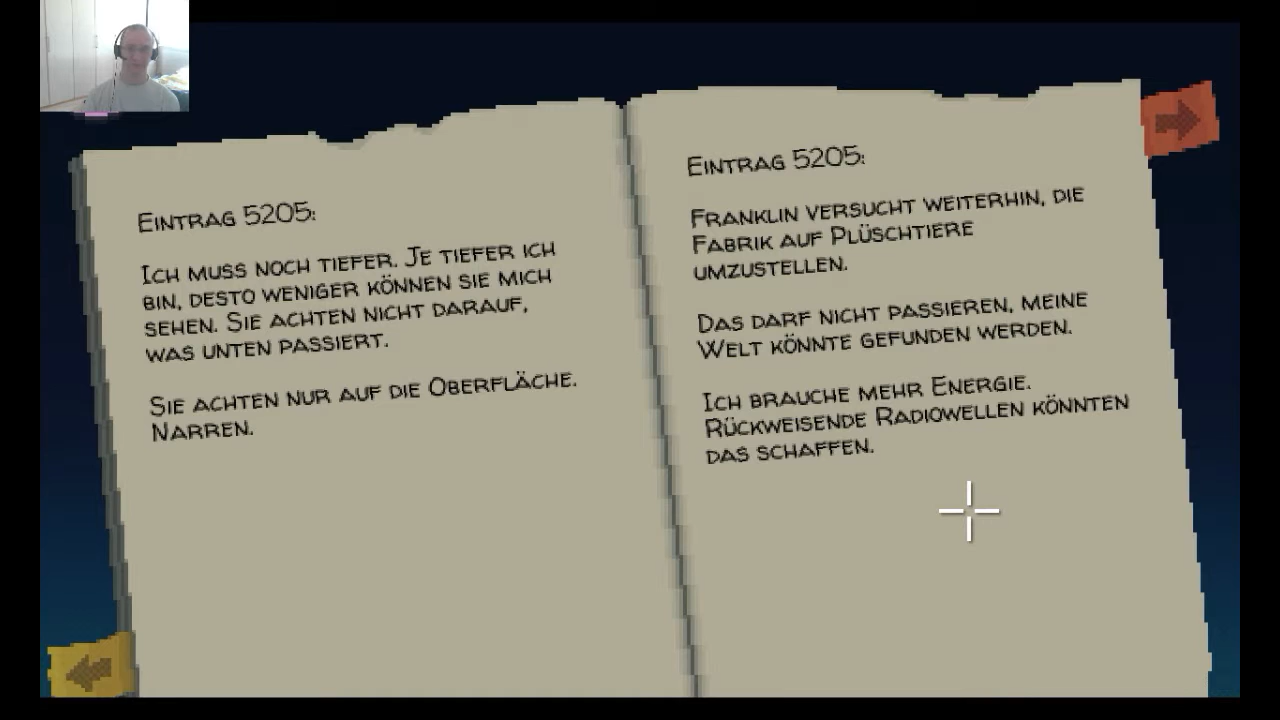 Eintrag 5205:
Ich muss noch tiefer. Je tiefer ich
bin, desto weniger können sie mich
sehen. Sie achten nicht darauf,
was unten passiert.
Sie achten nur auf die Oberfläche.
Narren.
Eintrag 5205:
Franklin versucht weiterhin, die
Fabrik auf Plüschtiere
umzustellen.
Das darf nicht passieren, meine
Welt könnte gefunden werden.
Ich brauche mehr Energie.
Rückweisende Radiowellen könnten
das schaffen.